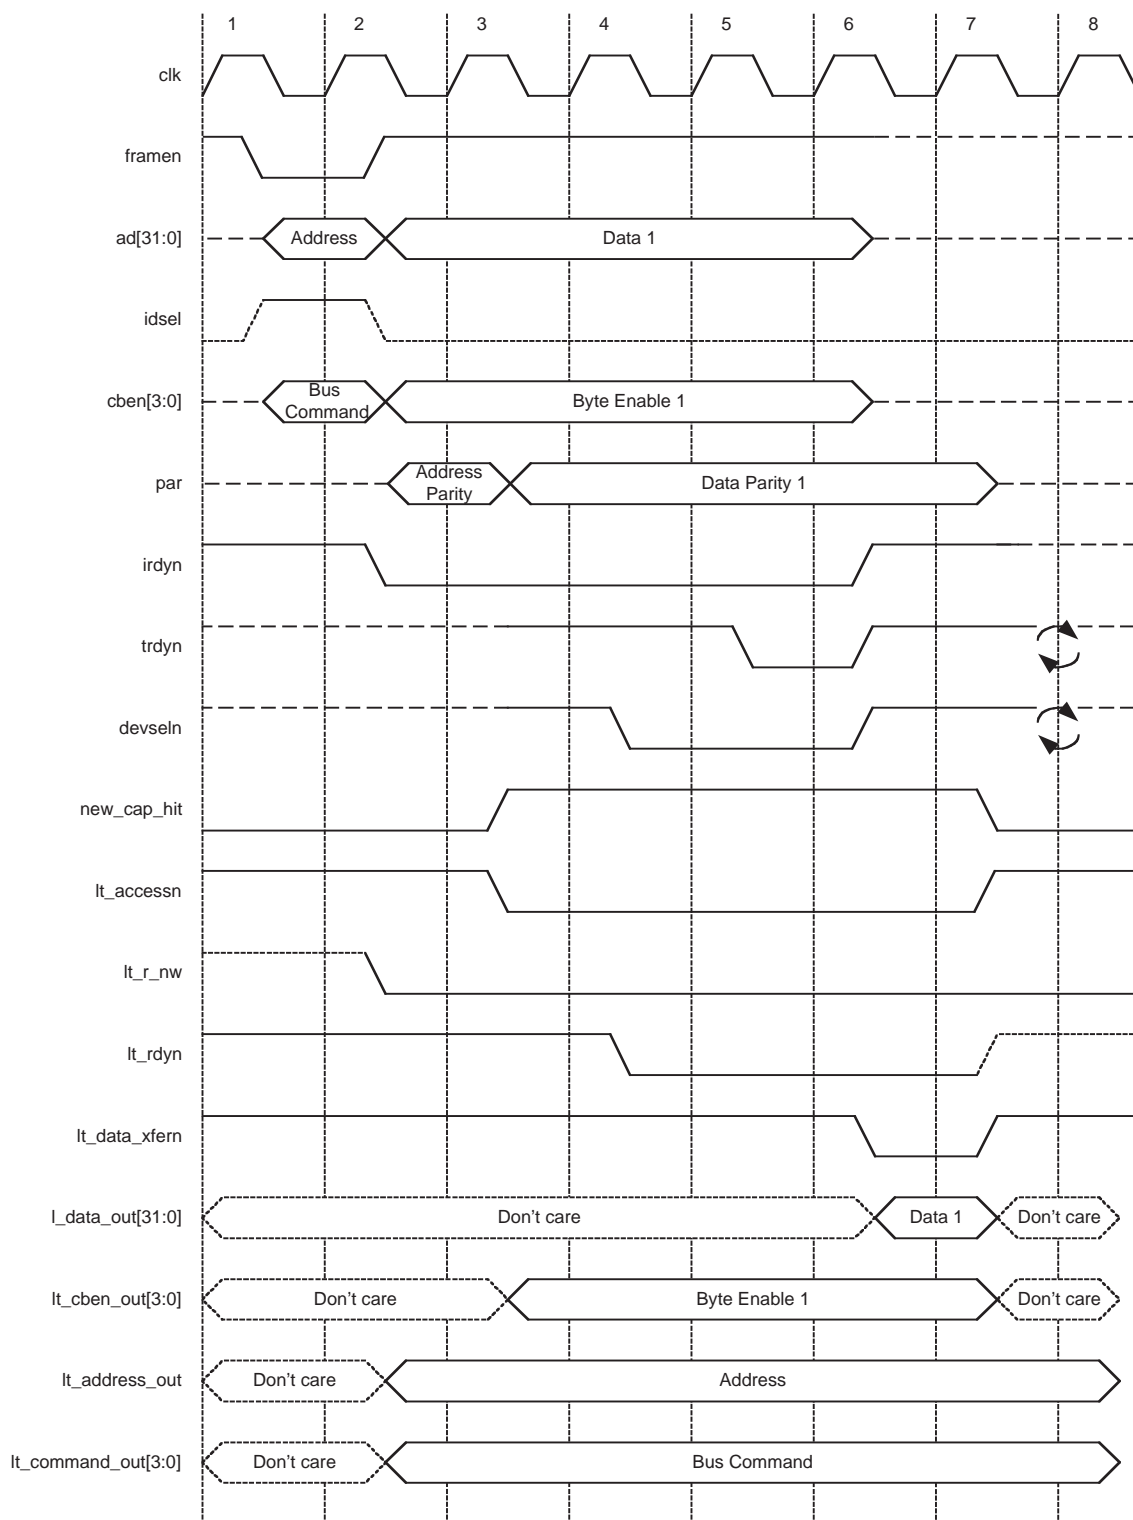 1 2 3 4 5 6 7 8
clk
framen
ad[31:0] Address Data 1
idsel
cben[3:0] Bus Command Byte Enable 1
par Address Parity Data Parity 1
irdyn
trdyn
devseln
new_cap_hit
lt_accessn
lt_r_nw
lt_rdyn
lt_data_xfern
l_data_out[31:0] Don't care Data 1 Don't care
lt_cben_out[3:0] Don't care Byte Enable 1 Don't care
lt_address_out Don't care Address
lt_command_out[3:0] Don't care Bus Command